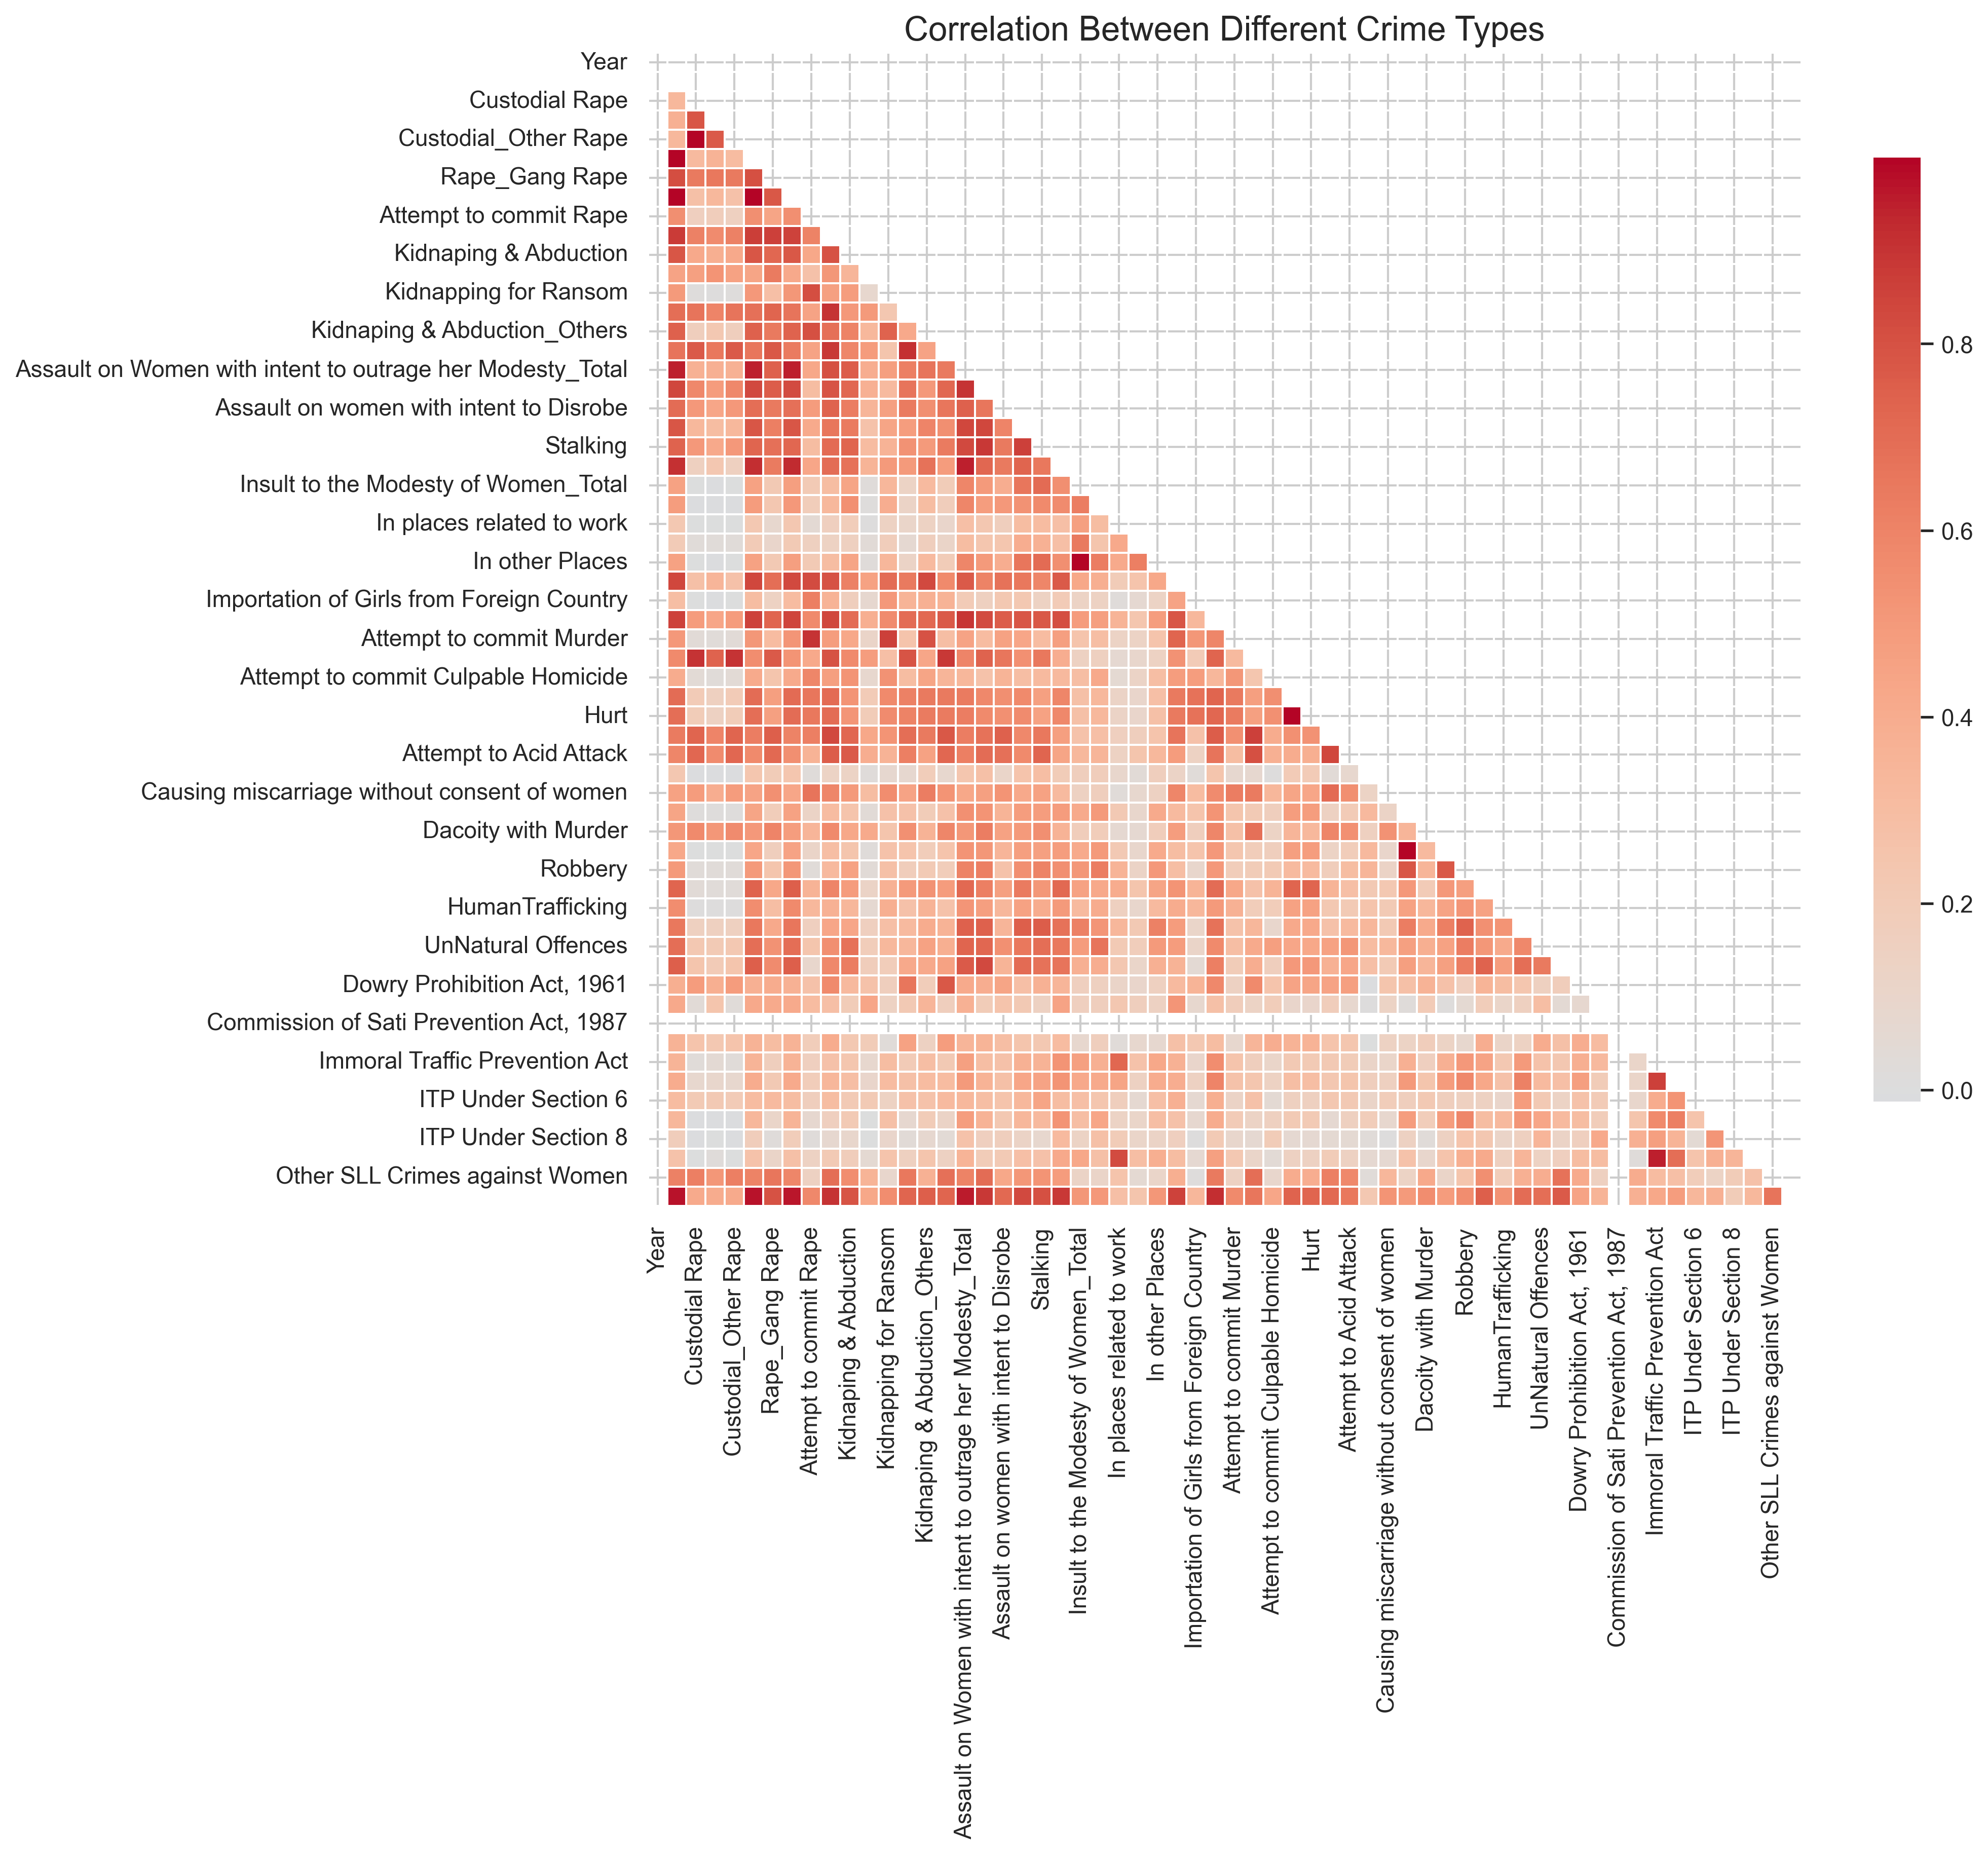 Correlation Between Different Crime Types
Year
Custodial Rape
Custodial_Other Rape
Rape_Gang Rape
Attempt to commit Rape
Kidnaping & Abduction
Kidnapping for Ransom
Kidnaping & Abduction_Others
Assault on Women with intent to outrage her Modesty_Total
Assault on women with intent to Disrobe
Stalking
Insult to the Modesty of Women_Total
In places related to work
In other Places
Importation of Girls from Foreign Country
Attempt to commit Murder
Attempt to commit Culpable Homicide
Hurt
Attempt to Acid Attack
Causing miscarriage without consent of women
Dacoity with Murder
Robbery
HumanTrafficking
UnNatural Offences
Dowry Prohibition Act, 1961
Commission of Sati Prevention Act, 1987
Immoral Traffic Prevention Act
ITP Under Section 6
ITP Under Section 8
Other SLL Crimes against Women
Year
Custodial Rape
Custodial_Other Rape
Rape_Gang Rape
Attempt to commit Rape
Kidnaping & Abduction
Kidnapping for Ransom
Kidnaping & Abduction_Others
Assault on Women with intent to outrage her Modesty_Total
Assault on women with intent to Disrobe
Stalking
Insult to the Modesty of Women_Total
In places related to work
In other Places
Importation of Girls from Foreign Country
Attempt to commit Murder
Attempt to commit Culpable Homicide
Hurt
Attempt to Acid Attack
Causing miscarriage without consent of women
Dacoity with Murder
Robbery
HumanTrafficking
UnNatural Offences
Dowry Prohibition Act, 1961
Commission of Sati Prevention Act, 1987
Immoral Traffic Prevention Act
ITP Under Section 6
ITP Under Section 8
Other SLL Crimes against Women
0.8
0.6
0.4
0.2
0.0